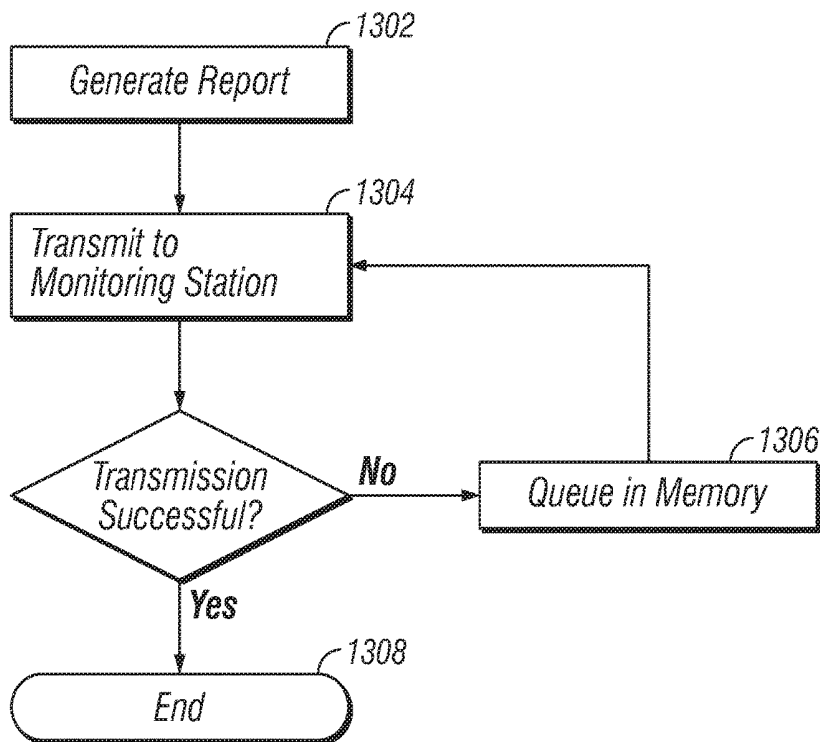 1302
Generate Report
1304
Transmit to
Monitoring Station
Transmission
Successful?
No
1306
Queue in Memory
Yes
1308
End